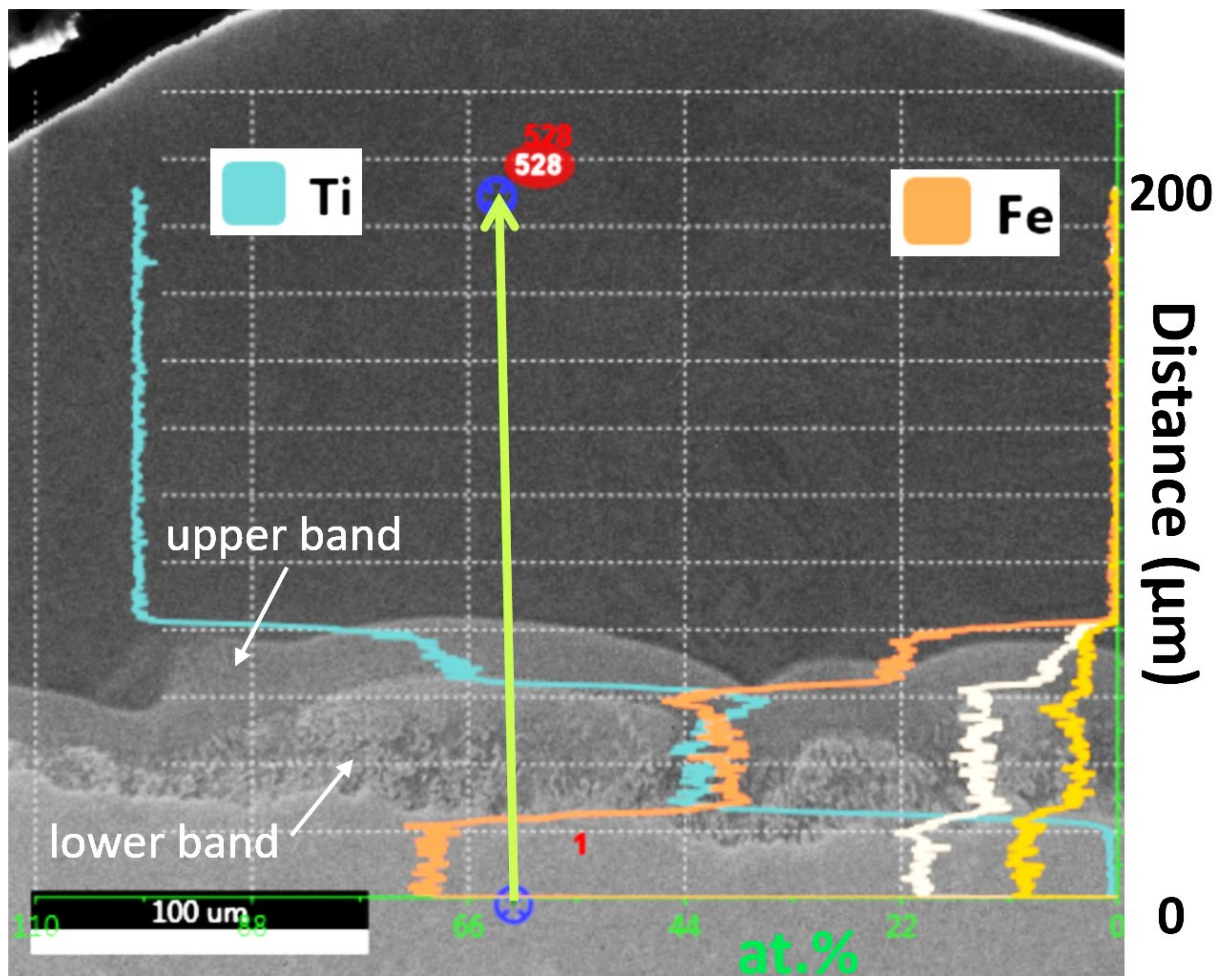 528
528
Ti
Fe
200
Distance (µm)
upper band
lower band
1
100 um
0
110
88
66
44
22
0
at.%